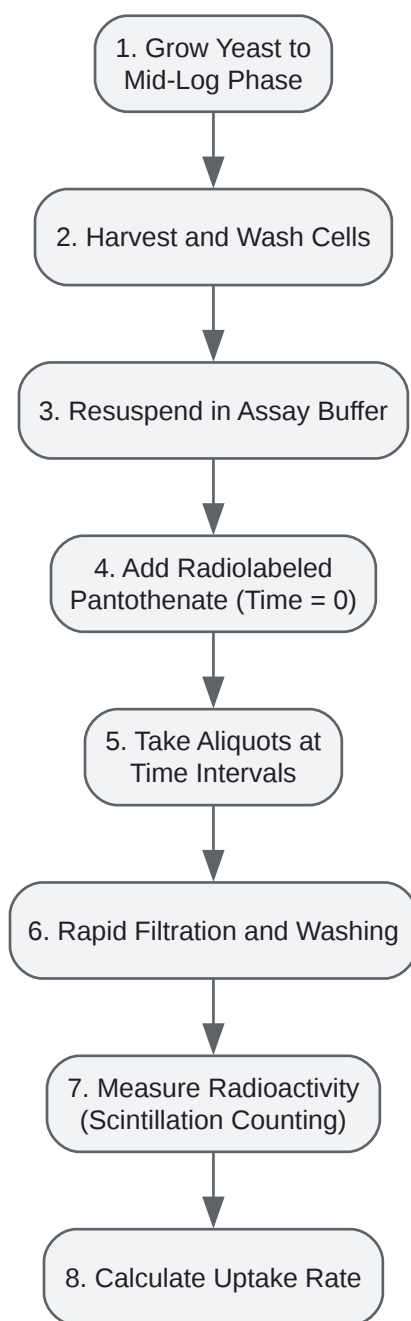 1. Grow Yeast to
Mid-Log Phase
2. Harvest and Wash Cells
3. Resuspend in Assay Buffer
4. Add Radiolabeled
Pantothenate (Time = 0)
5. Take Aliquots at
Time Intervals
6. Rapid Filtration and Washing
7. Measure Radioactivity
(Scintillation Counting)
8. Calculate Uptake Rate